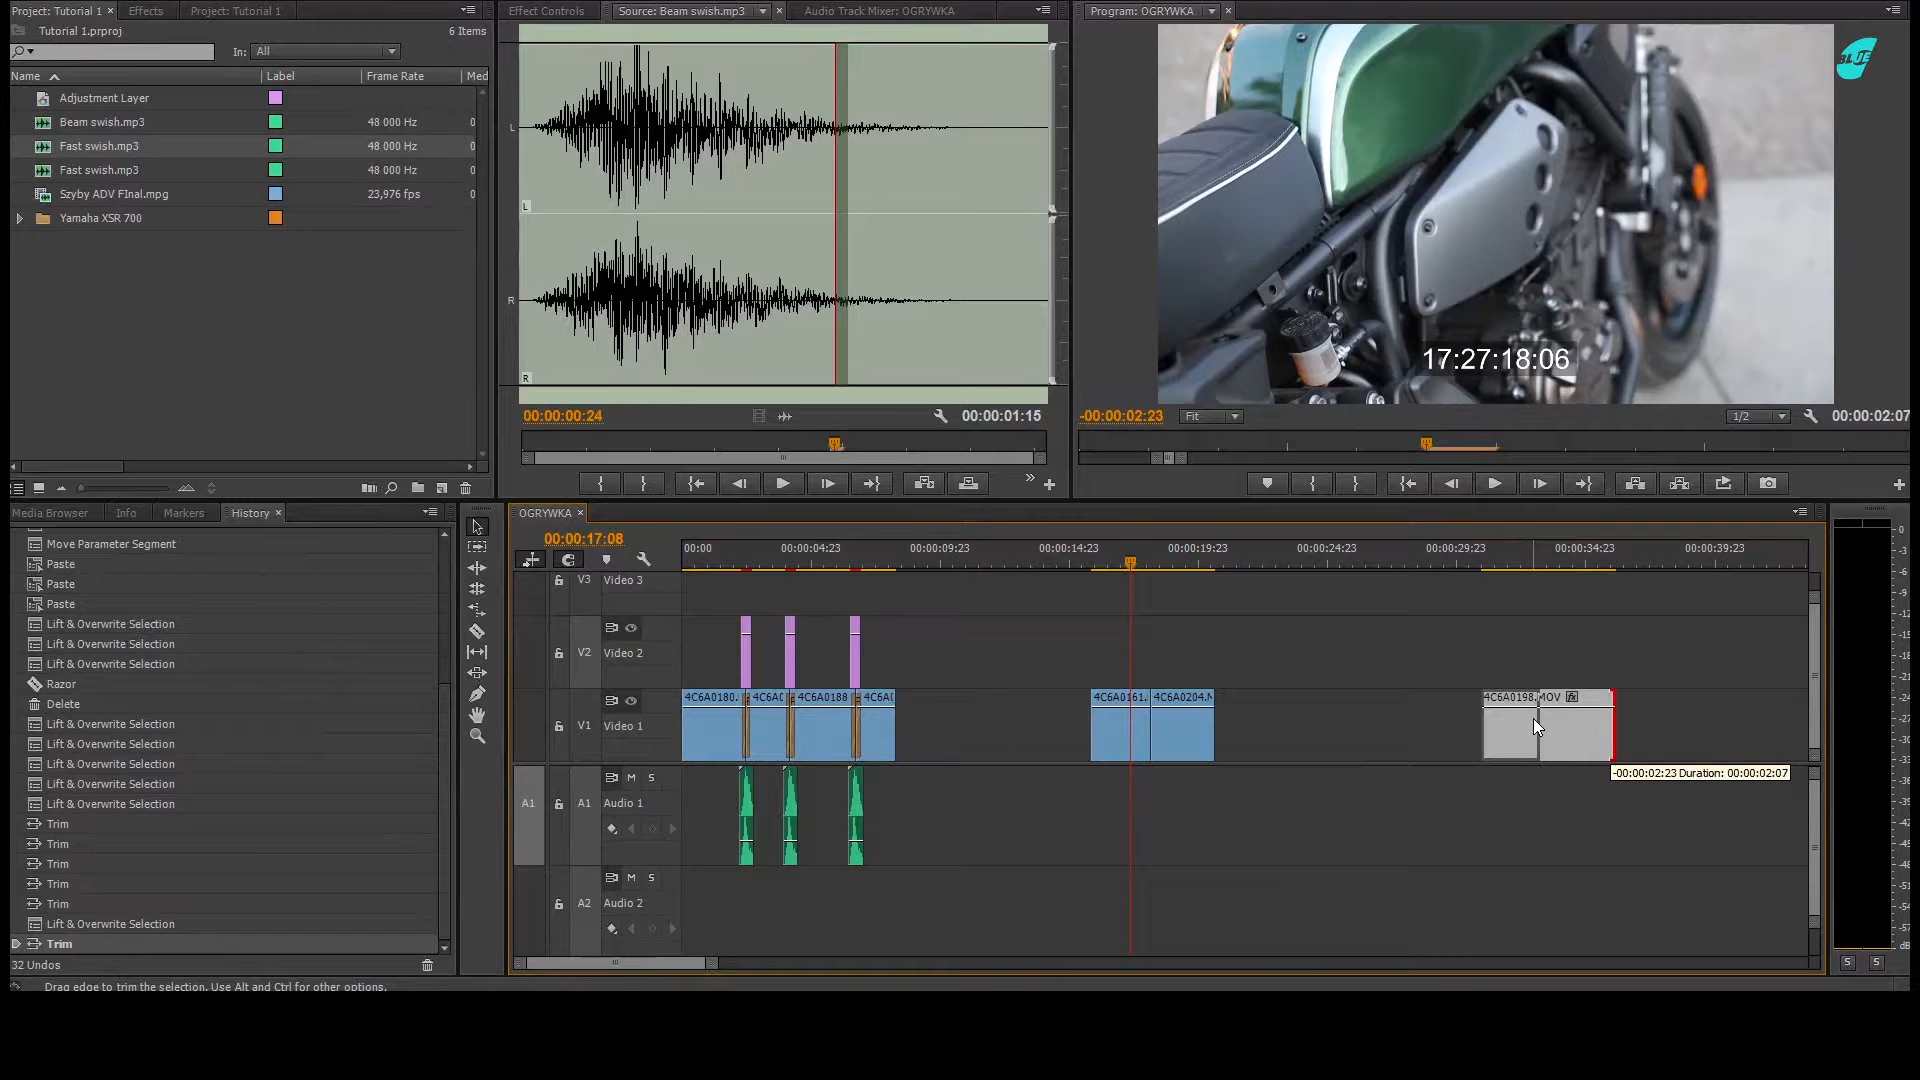 Project: Tutorial 1 ×
Effects
Project: Tutorial 1
Tutorial 1.prproj
6 Items
In: All
Name
Label
Frame Rate
Med
Adjustment Layer
Beam swish.mp3
48 000 Hz
0
Fast swish.mp3
48 000 Hz
0
Fast swish.mp3
48 000 Hz
0
Szyby ADV FInal.mpg
23,976 fps
0
Yamaha XSR 700
Effect Controls
Source: Beam swish.mp3
Audio Track Mixer: OGRYWKA
L
L
R
R
00:00:00:24
00:00:01:15
Program: OGRYWKA
BLUE
17:27:18:06
-00:00:02:23
Fit
1/2
00:00:02:07
Media Browser
Info
Markers
History ×
Move Parameter Segment
Paste
Paste
Paste
Lift & Overwrite Selection
Lift & Overwrite Selection
Lift & Overwrite Selection
Razor
Delete
Lift & Overwrite Selection
Lift & Overwrite Selection
Lift & Overwrite Selection
Lift & Overwrite Selection
Lift & Overwrite Selection
Trim
Trim
Trim
Trim
Trim
Lift & Overwrite Selection
Trim
32 Undos
Drag edge to trim the selection. Use Alt and Ctrl for other options.
OGRYWKA ×
00:00:17:08
00:00
00:00:04:23
00:00:09:23
00:00:14:23
00:00:19:23
00:00:24:23
00:00:29:23
00:00:34:23
00:00:39:23
V3 Video 3
V2 Video 2
V1 Video 1
4C6A0180.
4C6A0
4C6A0188
4C6A0
4C6A0161.
4C6A0204.M
4C6A0198.MOV fx
-00:00:02:23 Duration: 00:00:02:07
M S
A1 A1 Audio 1
M S
A2 Audio 2
0
-3
-6
-9
S S